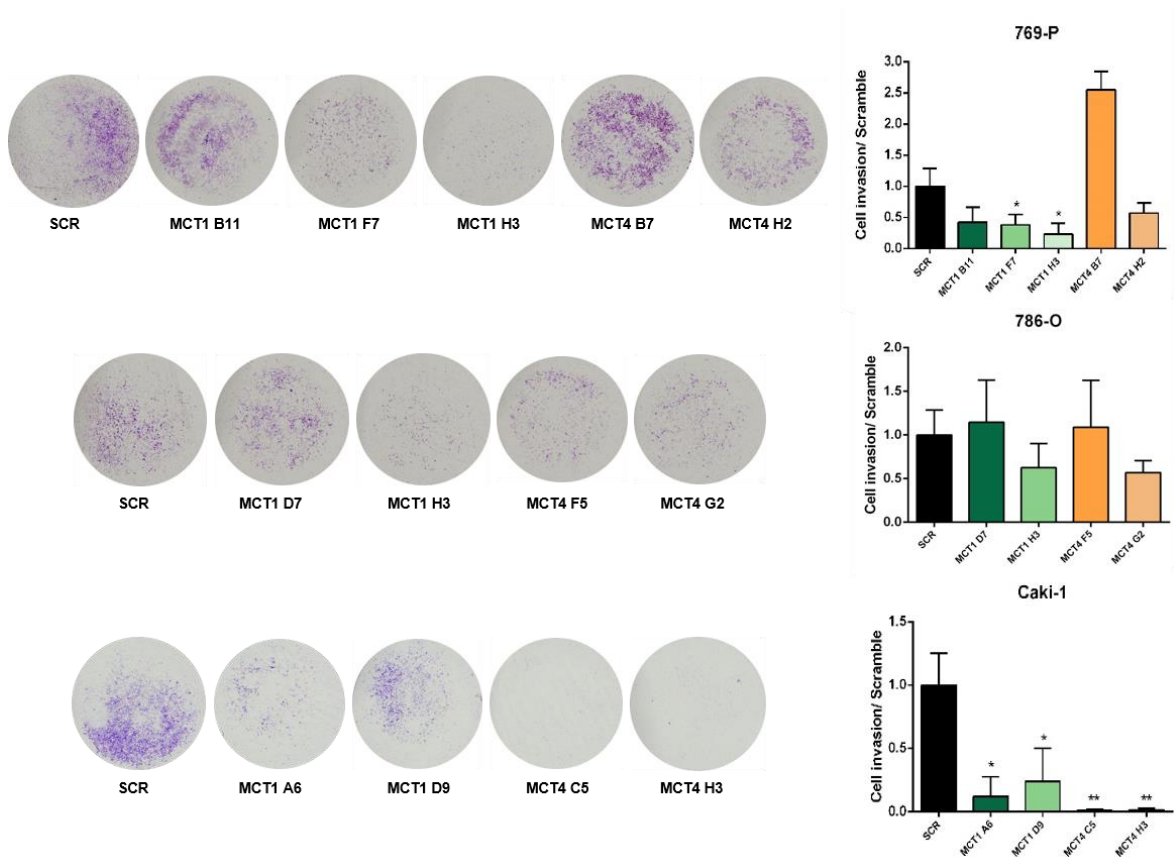 769-P
Cell invasion/ Scramble
3.0
2.5
2.0
1.5
1.0
0.5
0.0
SCR
MCT1 B11
MCT1 F7
MCT1 H3
MCT4 B7
MCT4 H2
* *
SCR MCT1 B11 MCT1 F7 MCT1 H3 MCT4 B7 MCT4 H2
786-O
Cell invasion/ Scramble
2.0
1.5
1.0
0.5
0.0
SCR
MCT1 D7
MCT1 H3
MCT4 F5
MCT4 G2
SCR MCT1 D7 MCT1 H3 MCT4 F5 MCT4 G2
Caki-1
Cell invasion/ Scramble
1.5
1.0
0.5
0.0
* * ** **
SCR
MCT1 A6
MCT1 D9
MCT4 C5
MCT4 H3
SCR MCT1 A6 MCT1 D9 MCT4 C5 MCT4 H3